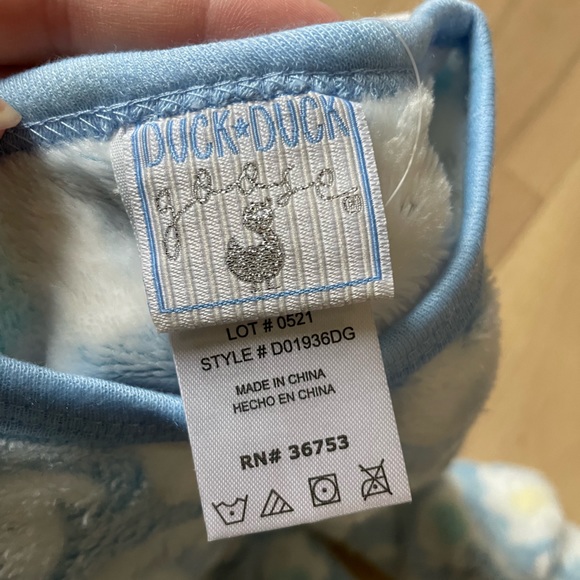 DUCK★DUCK
goose ®
LOT # 0521
STYLE # D01936DG
MADE IN CHINA
HECHO EN CHINA
RN# 36753